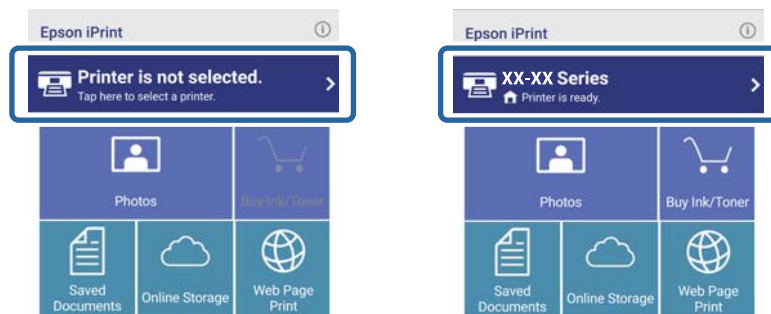 Epson iPrint
Printer is not selected.
Tap here to select a printer.
Photos
Buy Ink/Toner
Saved
Documents
Online Storage
Web Page
Print
Epson iPrint
XX-XX Series
Printer is ready.
Photos
Buy Ink/Toner
Saved
Documents
Online Storage
Web Page
Print